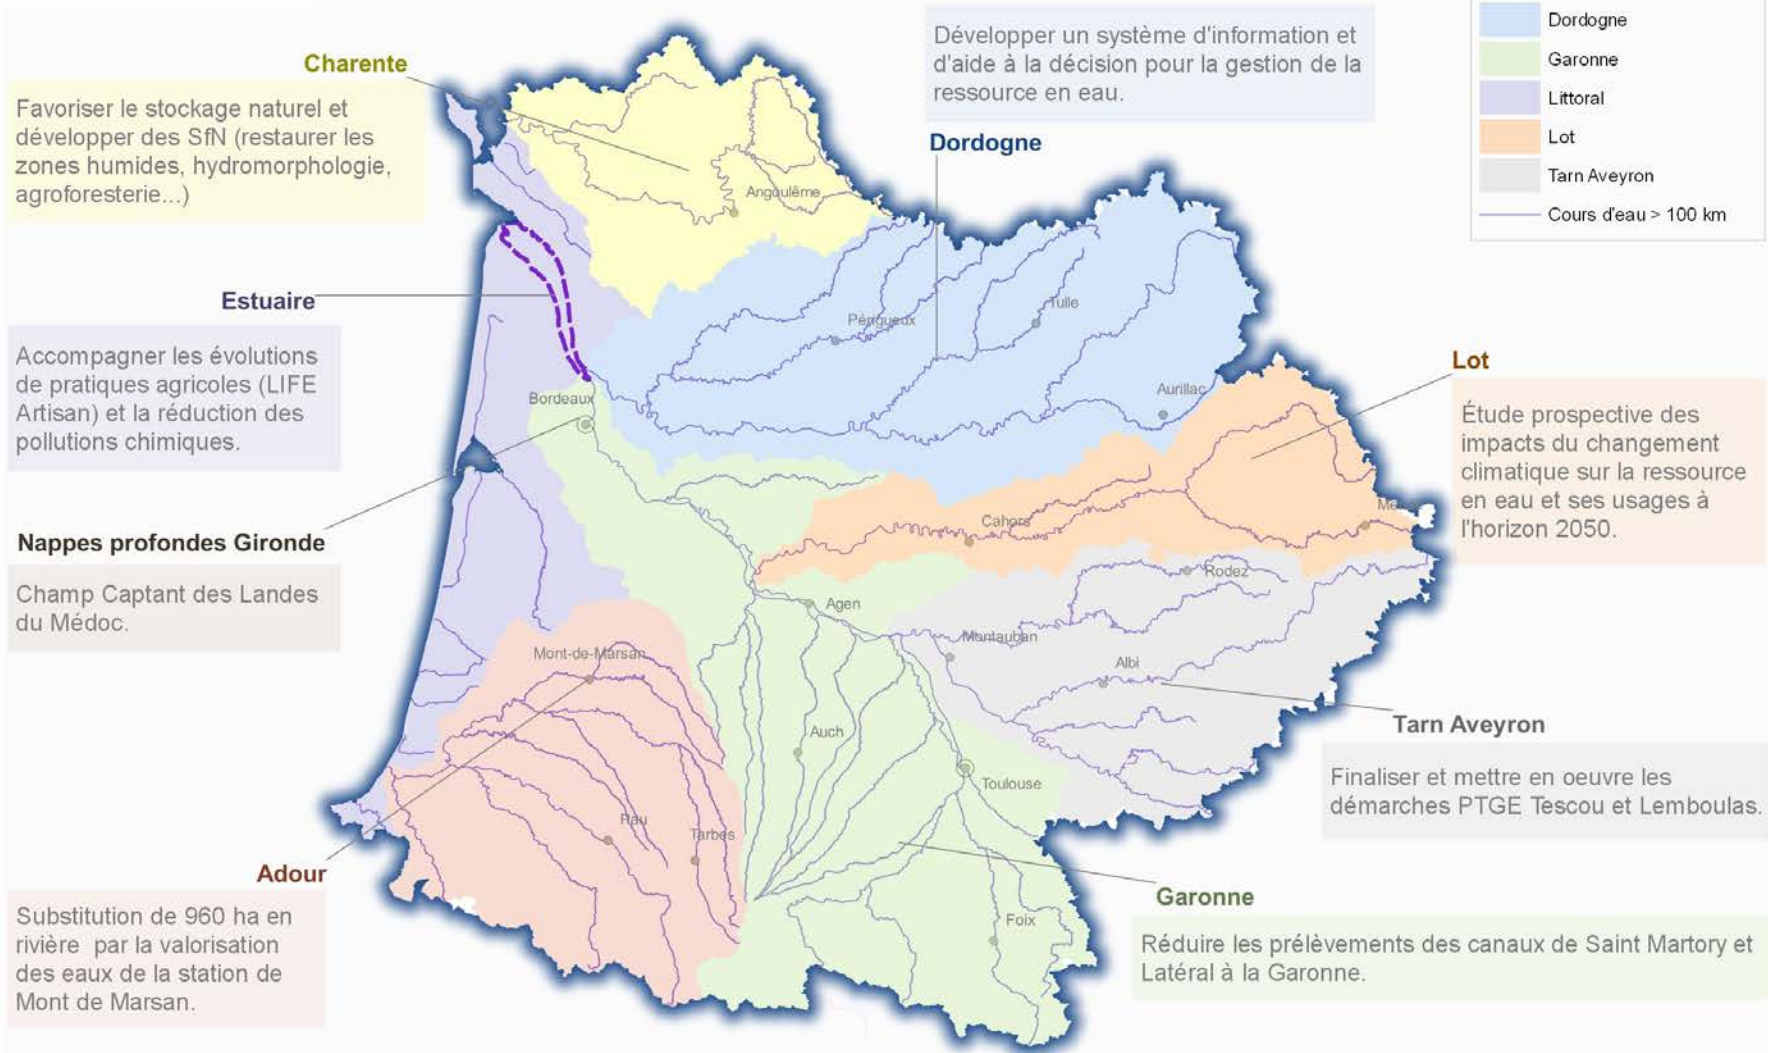 Charente
Favoriser le stockage naturel et
développer des SfN (restaurer les
zones humides, hydromorphologie,
agroforesterie...)
Développer un système d'information et
d'aide à la décision pour la gestion de la
ressource en eau.
Dordogne
Dordogne
Garonne
Littoral
Lot
Tarn Aveyron
Cours d'eau > 100 km
Angoulême
Estuaire
Accompagner les évolutions
de pratiques agricoles (LIFE
Artisan) et la réduction des
pollutions chimiques.
Périgueux
Tulle
Aurillac
Bordeaux
Lot
Étude prospective des
impacts du changement
climatique sur la ressource
en eau et ses usages à
l'horizon 2050.
Nappes profondes Gironde
Champ Captant des Landes
du Médoc.
Cahors
Rodez
Agen
Montauban
Albi
Mont-de-Marsan
Auch
Toulouse
Pau
Tarbes
Foix
Tarn Aveyron
Finaliser et mettre en oeuvre les
démarches PTGE Tescou et Lemboulas.
Adour
Substitution de 960 ha en
rivière par la valorisation
des eaux de la station de
Mont de Marsan.
Garonne
Réduire les prélèvements des canaux de Saint Martory et
Latéral à la Garonne.